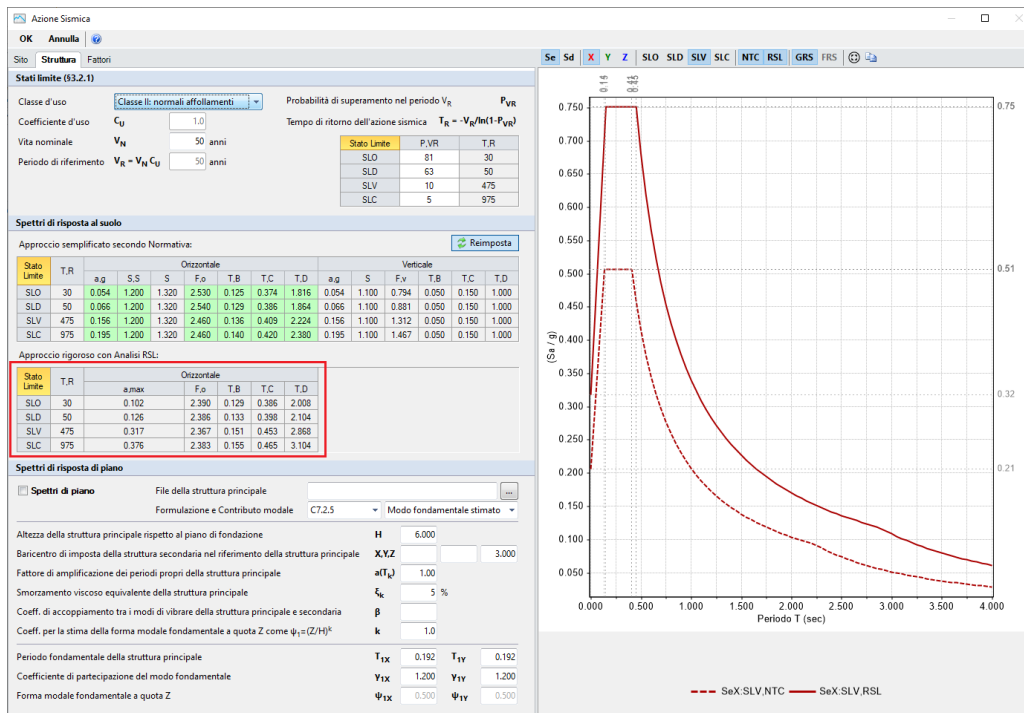 Azione Sismica
OK Annulla
Sito Struttura Fattori
Stati limite (§3.2.1)
Classe d'uso Classe II: normali affollamenti
Coefficiente d'uso CU 1.0
Vita nominale VN 50 anni
Periodo di riferimento VR = VN CU 50 anni
Probabilità di superamento nel periodo VR PVR
Tempo di ritorno dell'azione sismica TR = -VR/ln(1-PVR)
Stato Limite P,VR T,R
SLO 81 30
SLD 63 50
SLV 10 475
SLC 5 975
Spettri di risposta al suolo
Approccio semplificato secondo Normativa: Reimposta
Stato Limite T,R Orizzontale Verticale
a,g S,S S F,o T,B T,C T,D a,g S F,v T,B T,C T,D
SLO 30 0.054 1.200 1.320 2.530 0.125 0.374 1.816 0.054 1.100 0.794 0.050 0.150 1.000
SLD 50 0.066 1.200 1.320 2.540 0.129 0.386 1.864 0.066 1.100 0.881 0.050 0.150 1.000
SLV 475 0.156 1.200 1.320 2.460 0.136 0.409 2.224 0.156 1.100 1.312 0.050 0.150 1.000
SLC 975 0.195 1.200 1.320 2.460 0.140 0.420 2.380 0.195 1.100 1.467 0.050 0.150 1.000
Approccio rigoroso con Analisi RSL:
Stato Limite T,R Orizzontale
a,max F,o T,B T,C T,D
SLO 30 0.102 2.390 0.129 0.386 2.008
SLD 50 0.126 2.386 0.133 0.398 2.104
SLV 475 0.317 2.367 0.151 0.453 2.868
SLC 975 0.376 2.383 0.155 0.465 3.104
Spettri di risposta di piano
Spettri di piano File della struttura principale ...
Formulazione e Contributo modale C7.2.5 Modo fondamentale stimato
Altezza della struttura principale rispetto al piano di fondazione H 6.000
Baricentro di imposta della struttura secondaria nel riferimento della struttura principale X,Y,Z 3.000
Fattore di amplificazione dei periodi propri della struttura principale a(Tk) 1.00
Smorzamento viscoso equivalente della struttura principale ξk 5 %
Coeff. di accoppiamento tra i modi di vibrare della struttura principale e secondaria β
Coeff. per la stima della forma modale fondamentale a quota Z come ψ1=(Z/H)^k k 1.0
Periodo fondamentale della struttura principale T1X 0.192 T1Y 0.192
Coefficiente di partecipazione del modo fondamentale γ1X 1.200 γ1Y 1.200
Forma modale fondamentale a quota Z ψ1X 0.500 ψ1Y 0.500
Se Sd X Y Z SLO SLD SLV SLC NTC RSL GRS FRS
0.750
0.700
0.650
0.600
0.550
0.500
0.450
0.400
0.350
0.300
0.250
0.200
0.150
0.100
0.050
(Sa / g)
0.75
0.51
0.32
0.21
0.000 0.500 1.000 1.500 2.000 2.500 3.000 3.500 4.000
Periodo T (sec)
SeX:SLV,NTC SeX:SLV,RSL